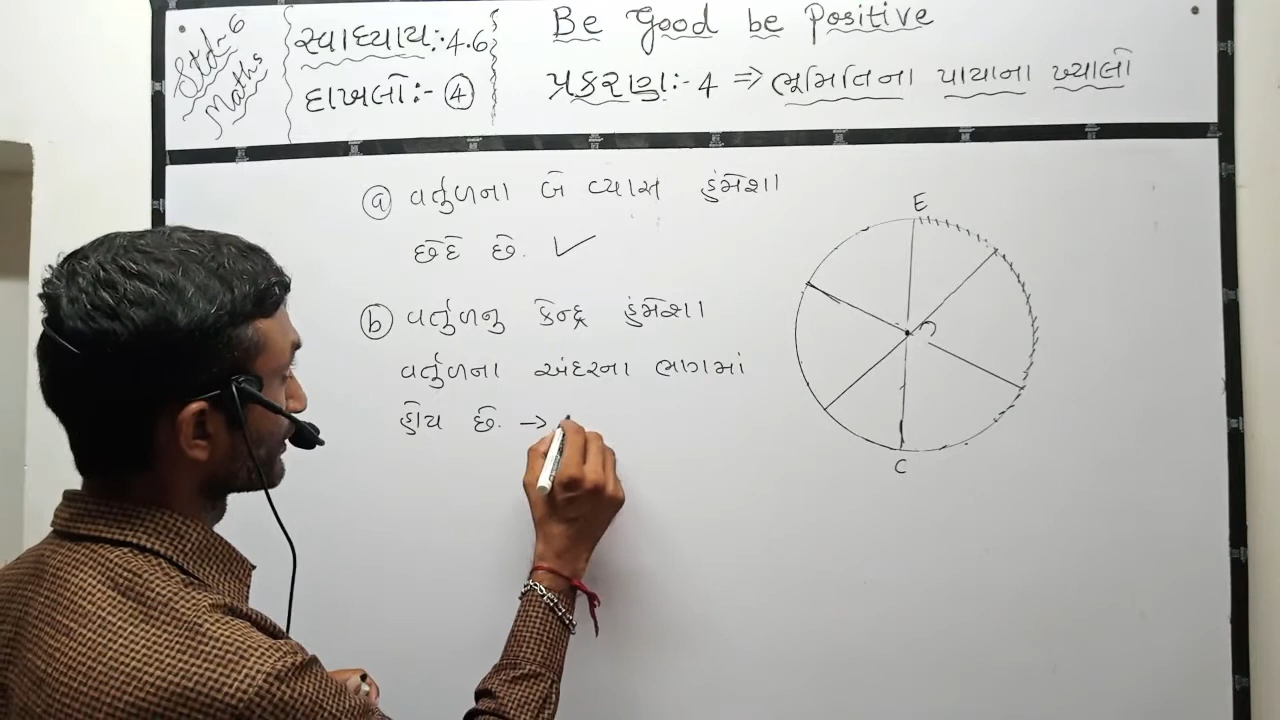 Std-6
Maths
સ્વાધ્યાય:-4.6
દાખલો:- 4
Be Good be Positive
પ્રકરણ:- 4 => ભૂમિતિના પાયાના ખ્યાલો
a વર્તુળના બે વ્યાસ હંમેશા
છેદે છે. ✓
b વર્તુળનુ કેન્દ્ર હંમેશા
વર્તુળના અંદરના ભાગમાં
હોય છે. →
E
C